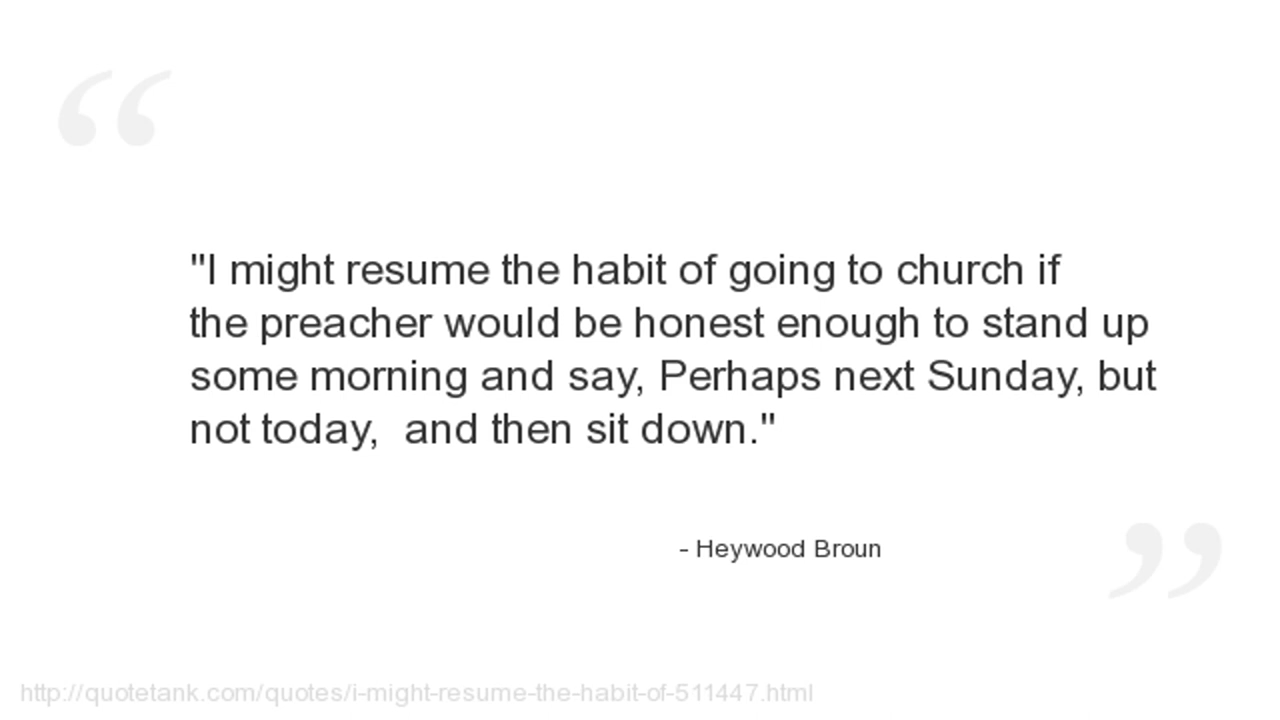 "I might resume the habit of going to church if
the preacher would be honest enough to stand up
some morning and say, Perhaps next Sunday, but
not today,  and then sit down."
- Heywood Broun
http://quotetank.com/quotes/i-might-resume-the-habit-of-511447.html